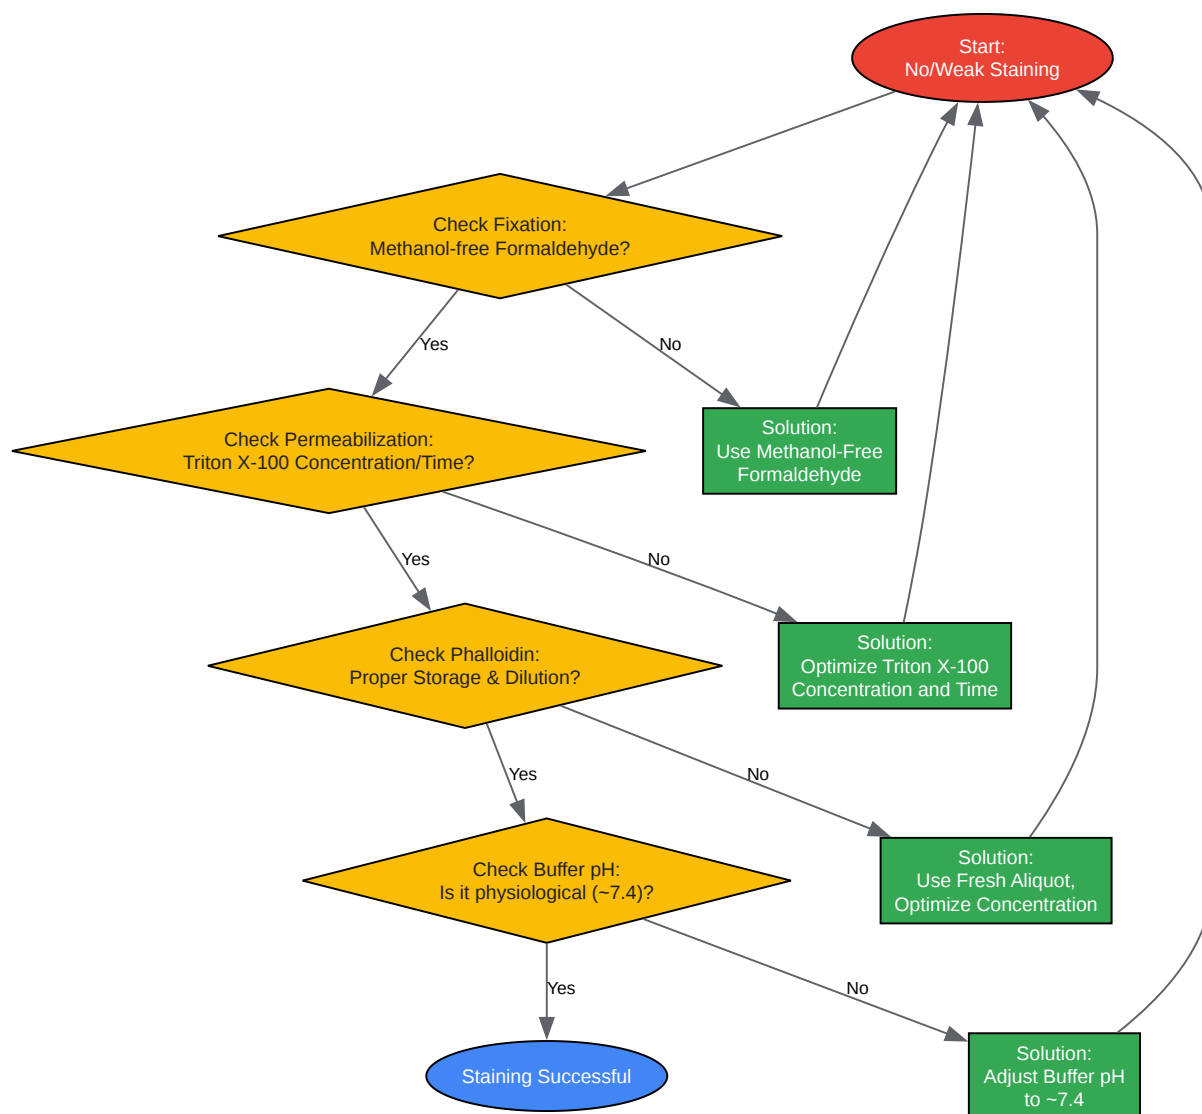 Start:
No/Weak Staining
Check Fixation:
Methanol-free Formaldehyde?
Yes
No
Solution:
Use Methanol-Free
Formaldehyde
Check Permeabilization:
Triton X-100 Concentration/Time?
Yes
No
Solution:
Optimize Triton X-100
Concentration and Time
Check Phalloidin:
Proper Storage & Dilution?
Yes
No
Solution:
Use Fresh Aliquot,
Optimize Concentration
Check Buffer pH:
Is it physiological (~7.4)?
Yes
No
Staining Successful
Solution:
Adjust Buffer pH
to ~7.4